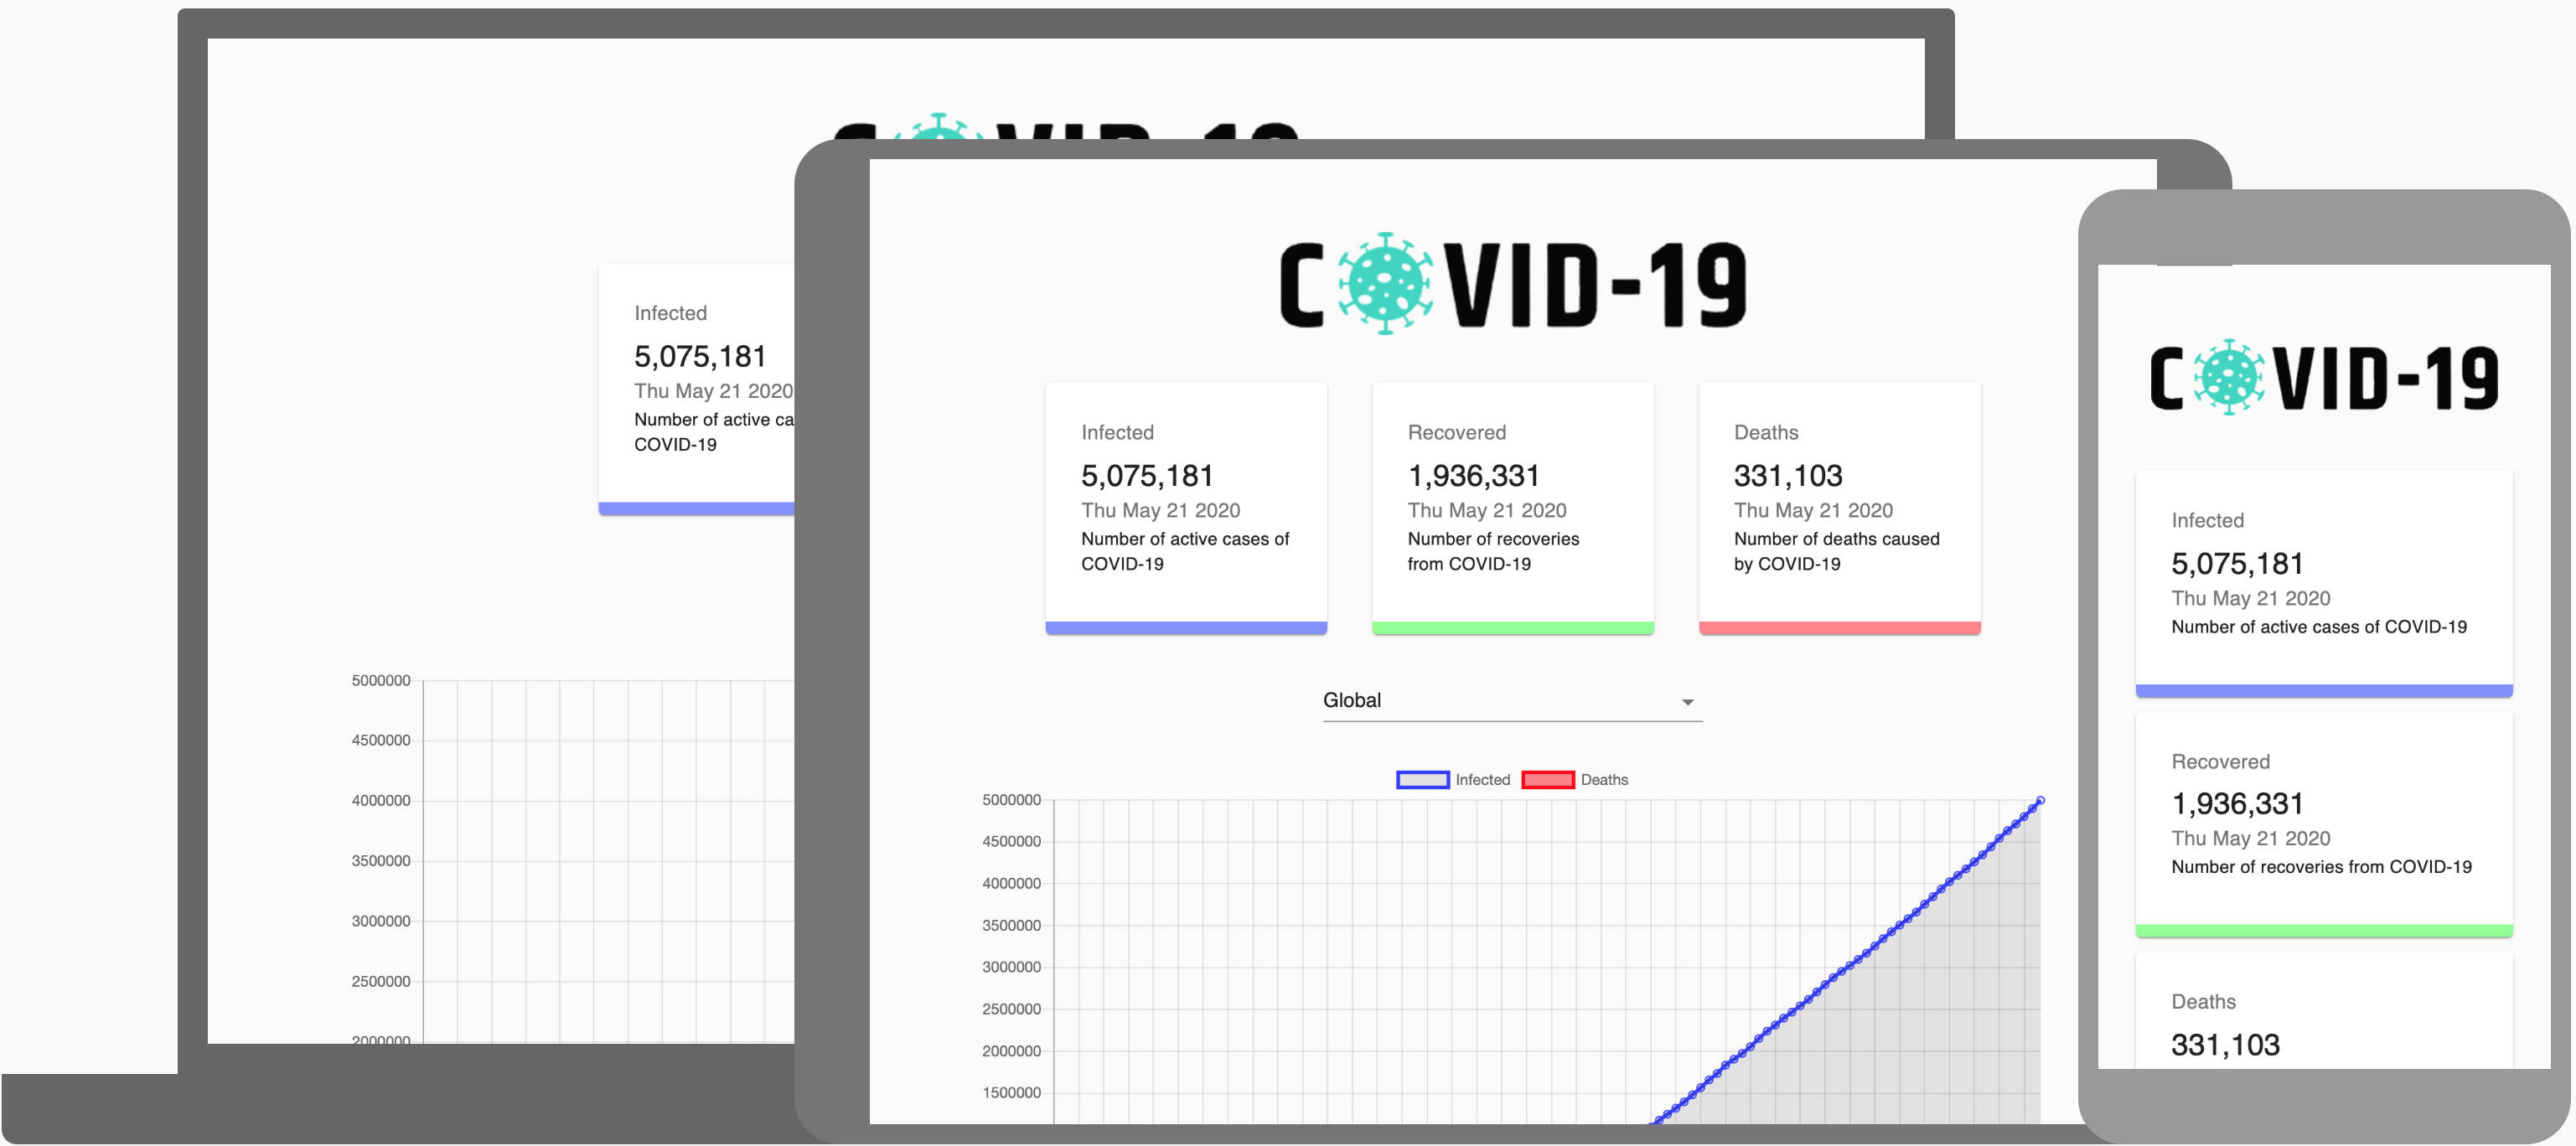 COVID-19
Infected
5,075,181
Thu May 21 2020
Number of active ca
COVID-19
5000000
4500000
4000000
3500000
3000000
2500000
2000000
COVID-19
Infected
5,075,181
Thu May 21 2020
Number of active cases of
COVID-19
Recovered
1,936,331
Thu May 21 2020
Number of recoveries
from COVID-19
Deaths
331,103
Thu May 21 2020
Number of deaths caused
by COVID-19
Global
Infected Deaths
5000000
4500000
4000000
3500000
3000000
2500000
2000000
1500000
COVID-19
Infected
5,075,181
Thu May 21 2020
Number of active cases of COVID-19
Recovered
1,936,331
Thu May 21 2020
Number of recoveries from COVID-19
Deaths
331,103